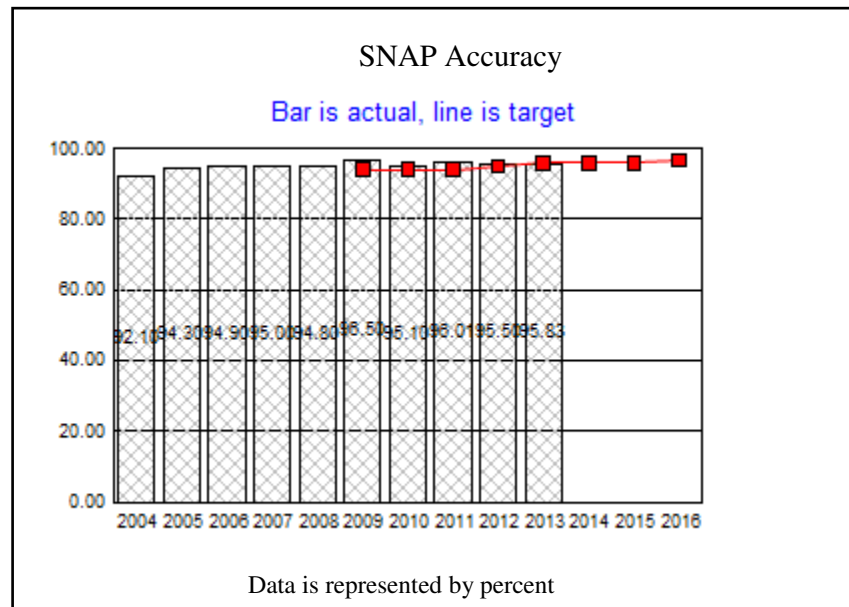 SNAP Accuracy
Bar is actual, line is target
100.00
80.00
60.00
40.00
20.00
0.00
92.10 94.30 94.90 95.00 94.80 96.50 95.10 96.01 95.50 95.83
2004 2005 2006 2007 2008 2009 2010 2011 2012 2013 2014 2015 2016
Data is represented by percent